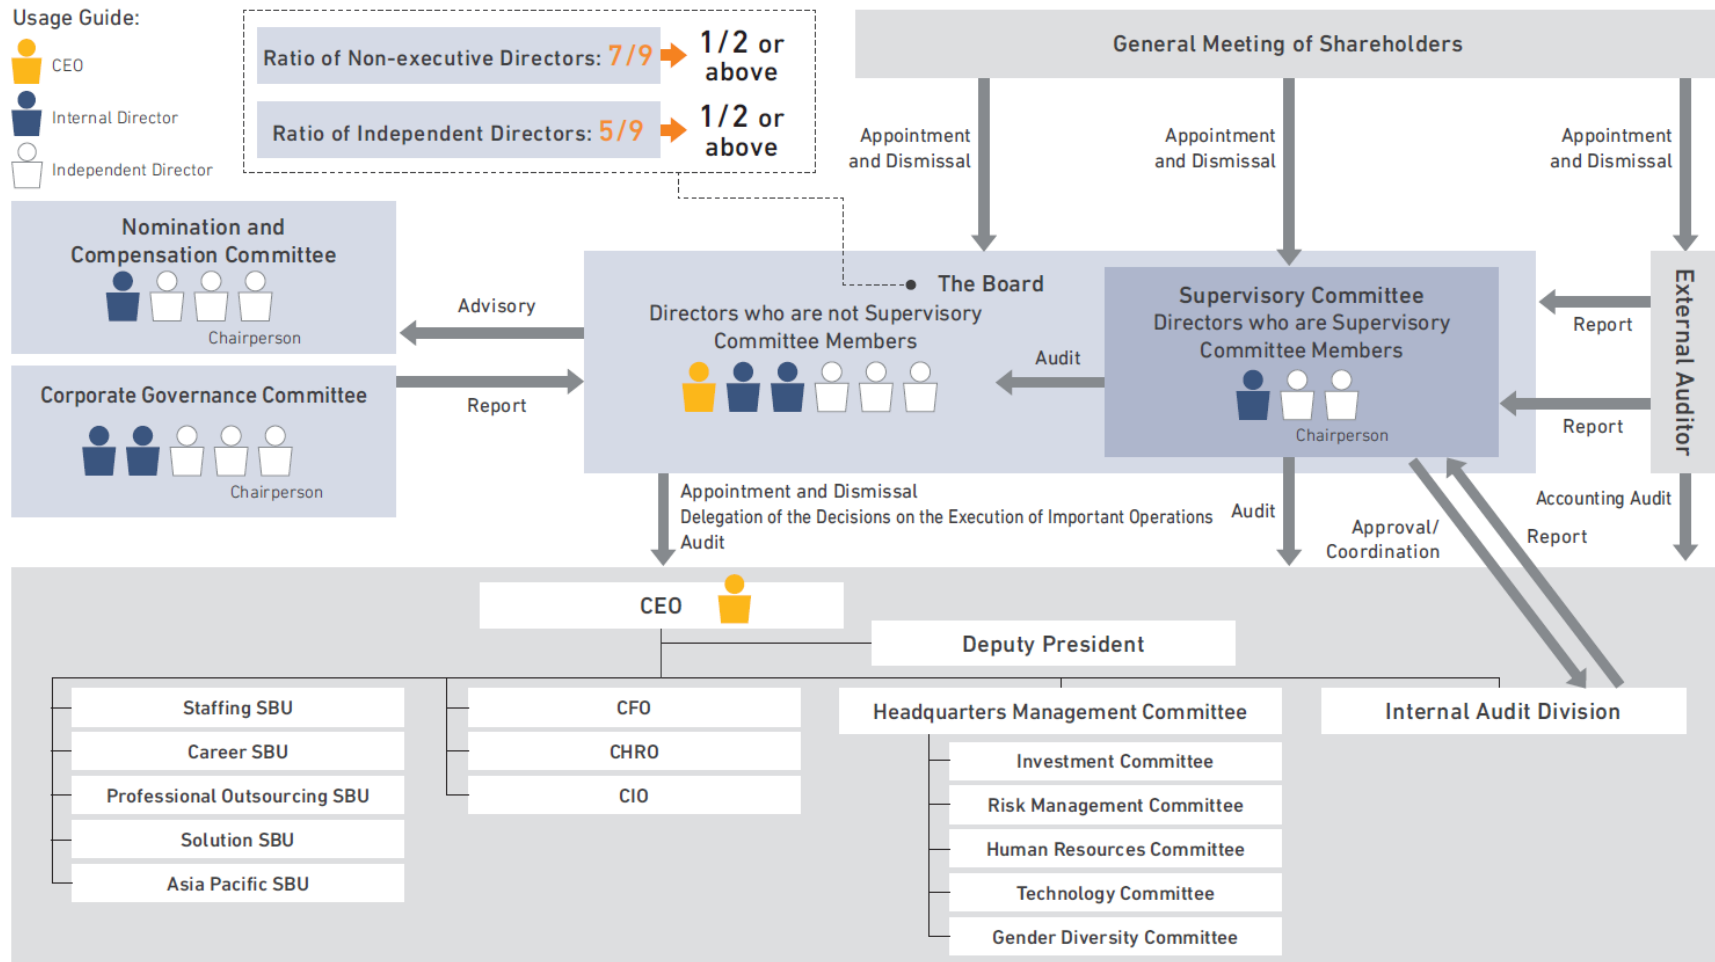 Usage Guide:
CEO
Internal Director
Independent Director
Ratio of Non-executive Directors: 7/9
1/2 or
above
Ratio of Independent Directors: 5/9
1/2 or
above
General Meeting of Shareholders
Appointment
and Dismissal
Appointment
and Dismissal
Appointment
and Dismissal
Nomination and
Compensation Committee
Chairperson
Advisory
Corporate Governance Committee
Chairperson
Report
The Board
Directors who are not Supervisory
Committee Members
Audit
Supervisory Committee
Directors who are Supervisory
Committee Members
Chairperson
Report
Report
External Auditor
Appointment and Dismissal
Delegation of the Decisions on the Execution of Important Operations
Audit
Audit
Approval/
Coordination
Report
Accounting Audit
CEO
Deputy President
Staffing SBU
Career SBU
Professional Outsourcing SBU
Solution SBU
Asia Pacific SBU
CFO
CHRO
CIO
Headquarters Management Committee
Investment Committee
Risk Management Committee
Human Resources Committee
Technology Committee
Gender Diversity Committee
Internal Audit Division